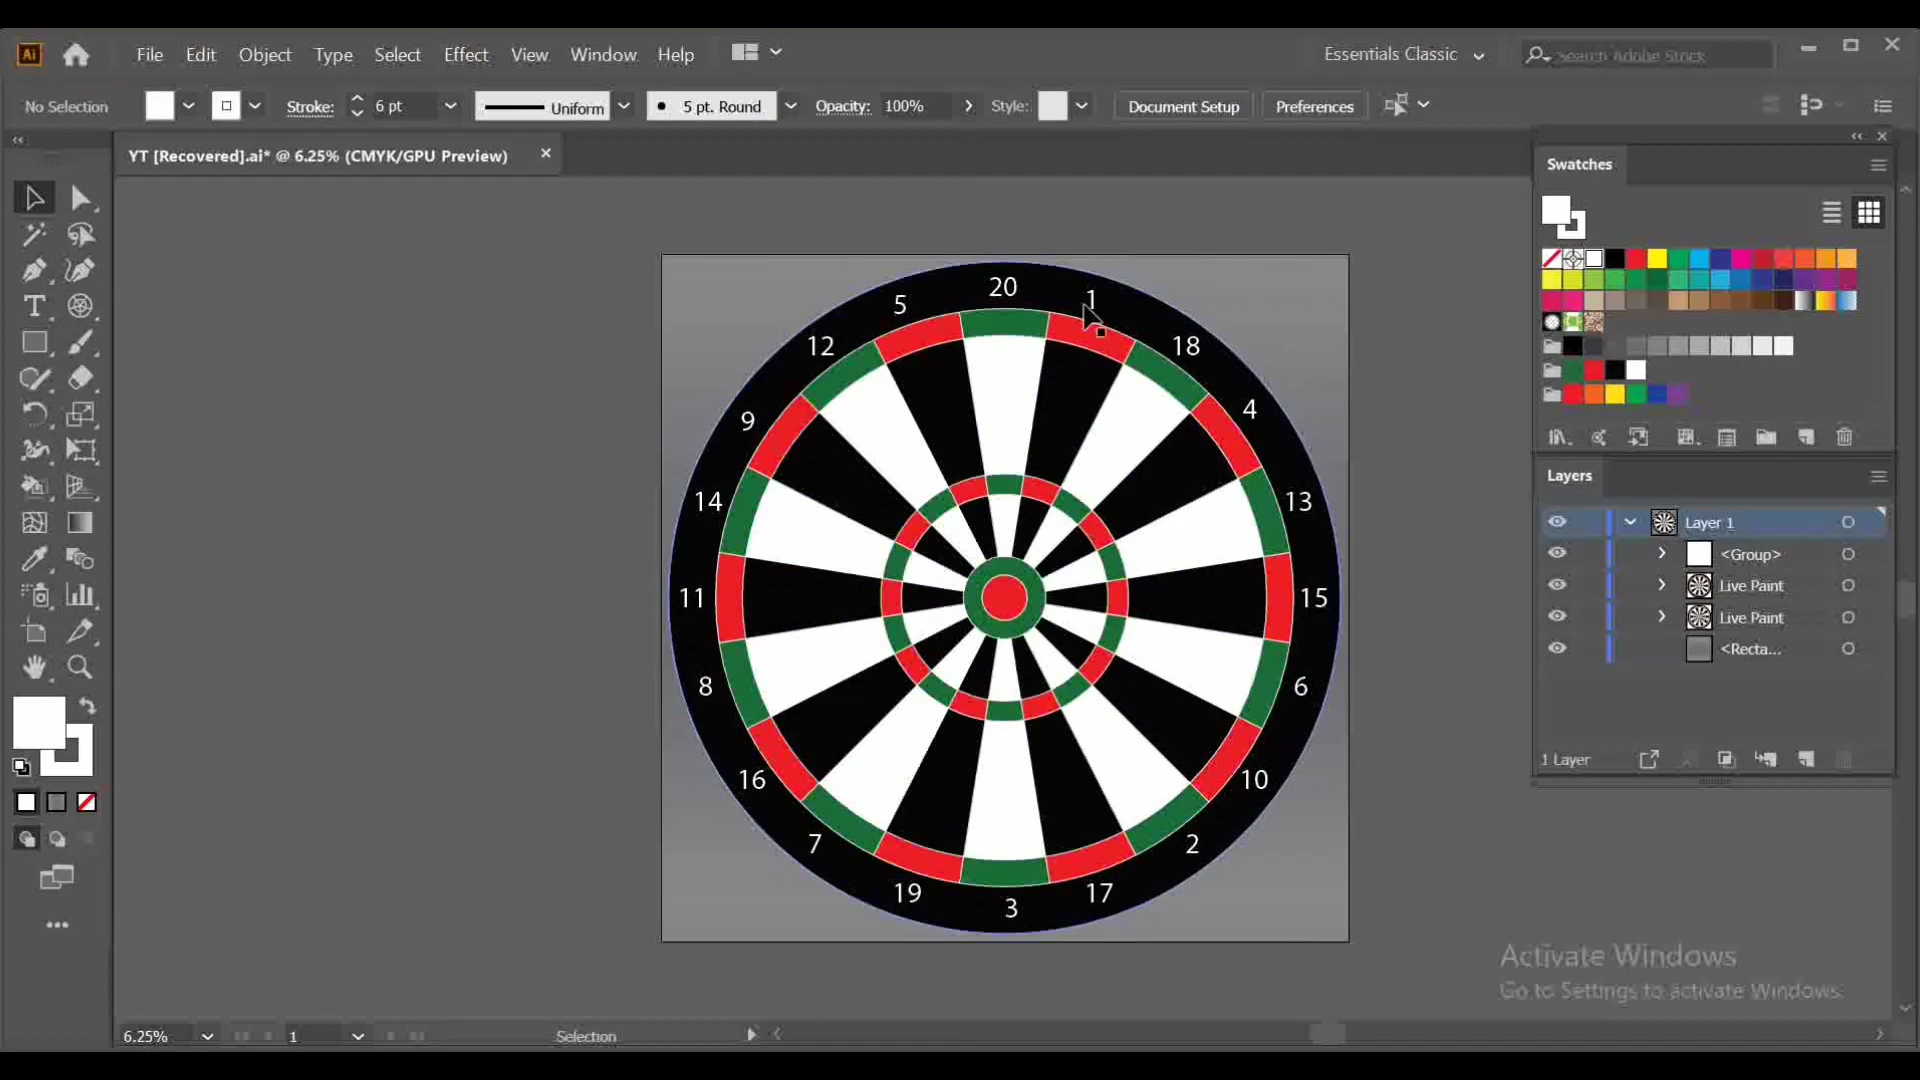 Ai File Edit Object Type Select Effect View Window Help Essentials Classic Search Adobe Stock
No Selection Stroke: 6 pt Uniform 5 pt. Round Opacity: 100% Style: Document Setup Preferences
YT [Recovered].ai* @ 6.25% (CMYK/GPU Preview)
Swatches
20
5 1
12 18
9 4
14 13
11 15
8 6
16 10
7 2
19 17
3
Layers
Layer 1
<Group>
Live Paint
Live Paint
<Recta...
1 Layer
Activate Windows
Go to Settings to activate Windows.
6.25% 1 Selection